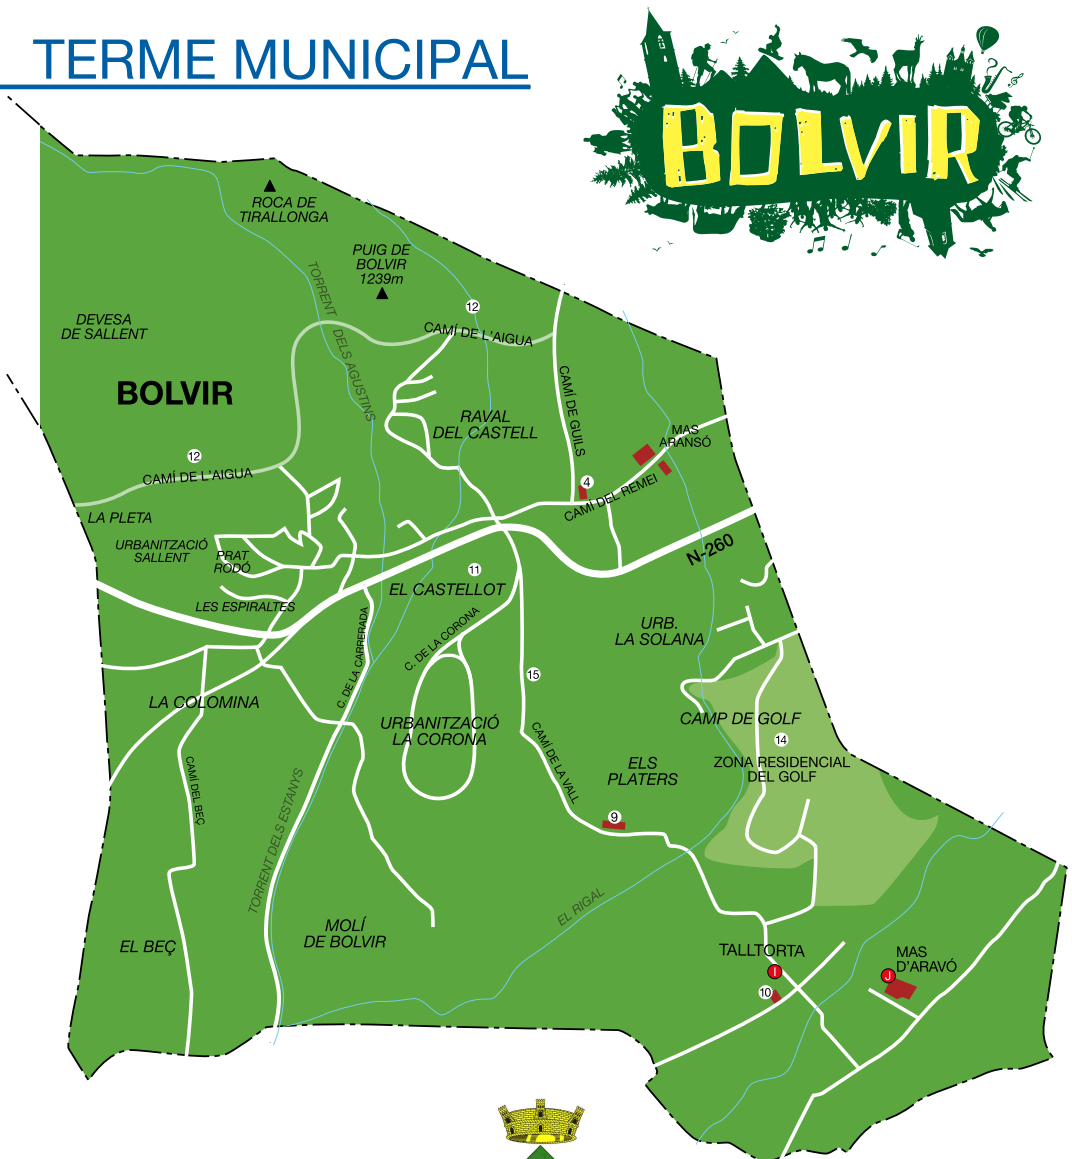 TERME MUNICIPAL
BOLVIR
ROCA DE
TIRALLONGA
PUIG DE
BOLVIR
1239m
TORRENT DELS AGUSTINS
12
CAMÍ DE L'AIGUA
DEVESA
DE SALLENT
BOLVIR
CAMÍ DE GUILS
RAVAL
DEL CASTELL
MAS
ARANSÓ
12
CAMÍ DE L'AIGUA
4
CAMÍ DEL REMEI
LA PLETA
URBANITZACIÓ
SALLENT
PRAT
RODÓ
N-260
11
EL CASTELLOT
LES ESPIRALTES
C. DE LA CORONA
C. DE LA CARRERADA
URB.
LA SOLANA
15
LA COLOMINA
URBANITZACIÓ
LA CORONA
CAMÍ DE LA VALL
CAMP DE GOLF
14
ZONA RESIDENCIAL
DEL GOLF
ELS
PLATERS
CAMÍ DEL BEÇ
9
TORRENT DELS ESTANYS
EL RIGAL
MOLÍ
DE BOLVIR
EL BEÇ
TALLTORTA
I
10
MAS
D'ARAVÓ
J